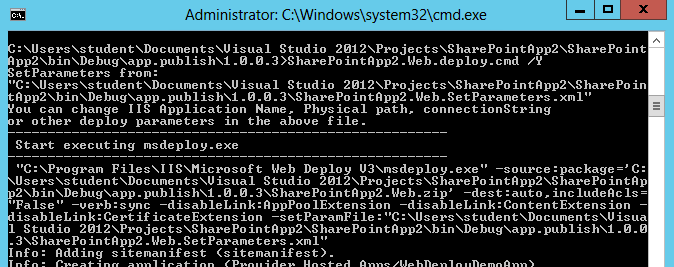 Administrator: C:\Windows\system32\cmd.exe
C:\Users\student\Documents\Visual Studio 2012\Projects\SharePointApp2\SharePoint
App2\bin\Debug\app.publish\1.0.0.3>SharePointApp2.Web.deploy.cmd /Y
SetParameters from:
"C:\Users\student\Documents\Visual Studio 2012\Projects\SharePointApp2\SharePoin
tApp2\bin\Debug\app.publish\1.0.0.3\SharePointApp2.Web.SetParameters.xml"
You can change IIS Application Name, Physical path, connectionString
or other deploy parameters in the above file.
-------------------------------------------------------
Start executing msdeploy.exe
-------------------------------------------------------
"C:\Program Files\IIS\Microsoft Web Deploy V3\msdeploy.exe" -source:package='C:
\Users\student\Documents\Visual Studio 2012\Projects\SharePointApp2\SharePointAp
p2\bin\Debug\app.publish\1.0.0.3\SharePointApp2.Web.zip' -dest:auto,includeAcls=
"False" -verb:sync -disableLink:AppPoolExtension -disableLink:ContentExtension -
disableLink:CertificateExtension -setParamFile:"C:\Users\student\Documents\Visua
l Studio 2012\Projects\SharePointApp2\SharePointApp2\bin\Debug\app.publish\1.0.0
.3\SharePointApp2.Web.SetParameters.xml"
Info: Adding sitemanifest (sitemanifest).
Info: Creating application (Provider Hosted Apps/WebDeployDemoApp)